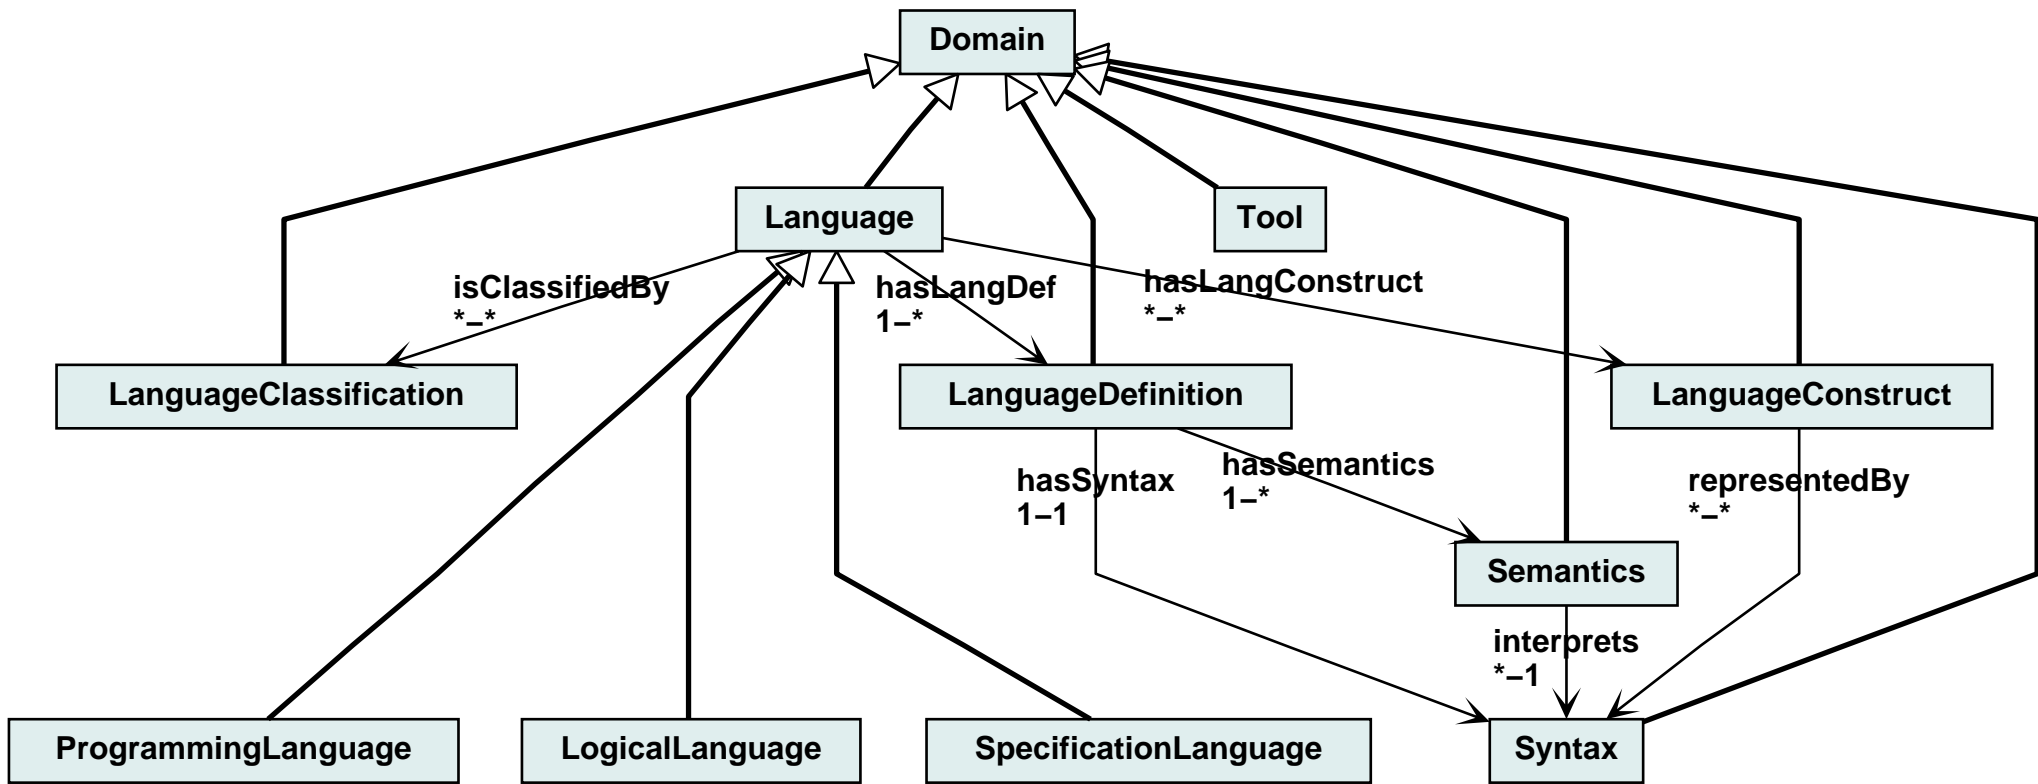 Domain
Language
Tool
isClassifiedBy
*–*
hasLangDef
1–*
hasLangConstruct
*–*
LanguageClassification
LanguageDefinition
LanguageConstruct
hasSyntax
1–1
hasSemantics
1–*
representedBy
*–*
Semantics
interprets
*–1
ProgrammingLanguage
LogicalLanguage
SpecificationLanguage
Syntax